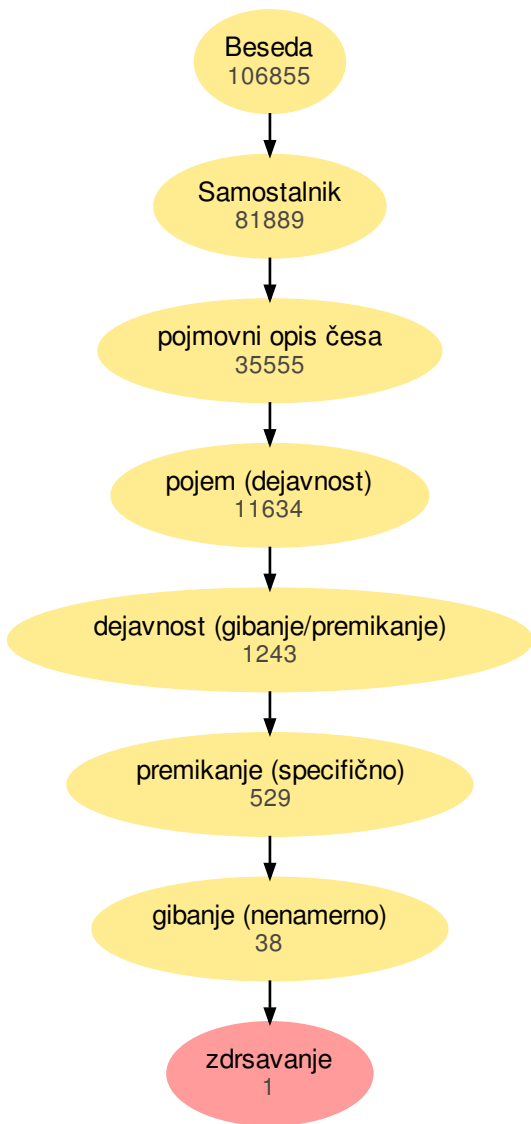 Beseda
106855
Samostalnik
81889
pojmovni opis česa
35555
pojem (dejavnost)
11634
dejavnost (gibanje/premikanje)
1243
premikanje (specifično)
529
gibanje (nenamerno)
38
zdrsavanje
1